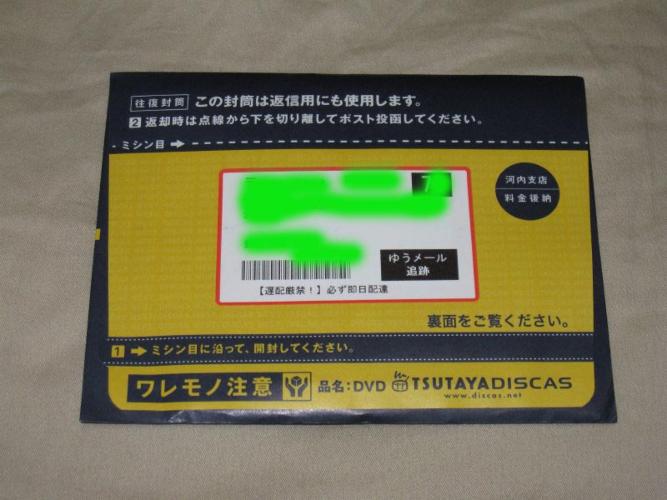 往復封筒 この封筒は返信用にも使用します。
2 返却時は点線から下を切り離してポスト投函してください。
ミシン目
河内支店
料金後納
7
ゆうメール
追跡
【遅配厳禁!】必ず即日配達
裏面をご覧ください。
1 ミシン目に沿って、開封してください。
ワレモノ注意 品名:DVD TSUTAYA DISCAS
www.discas.net